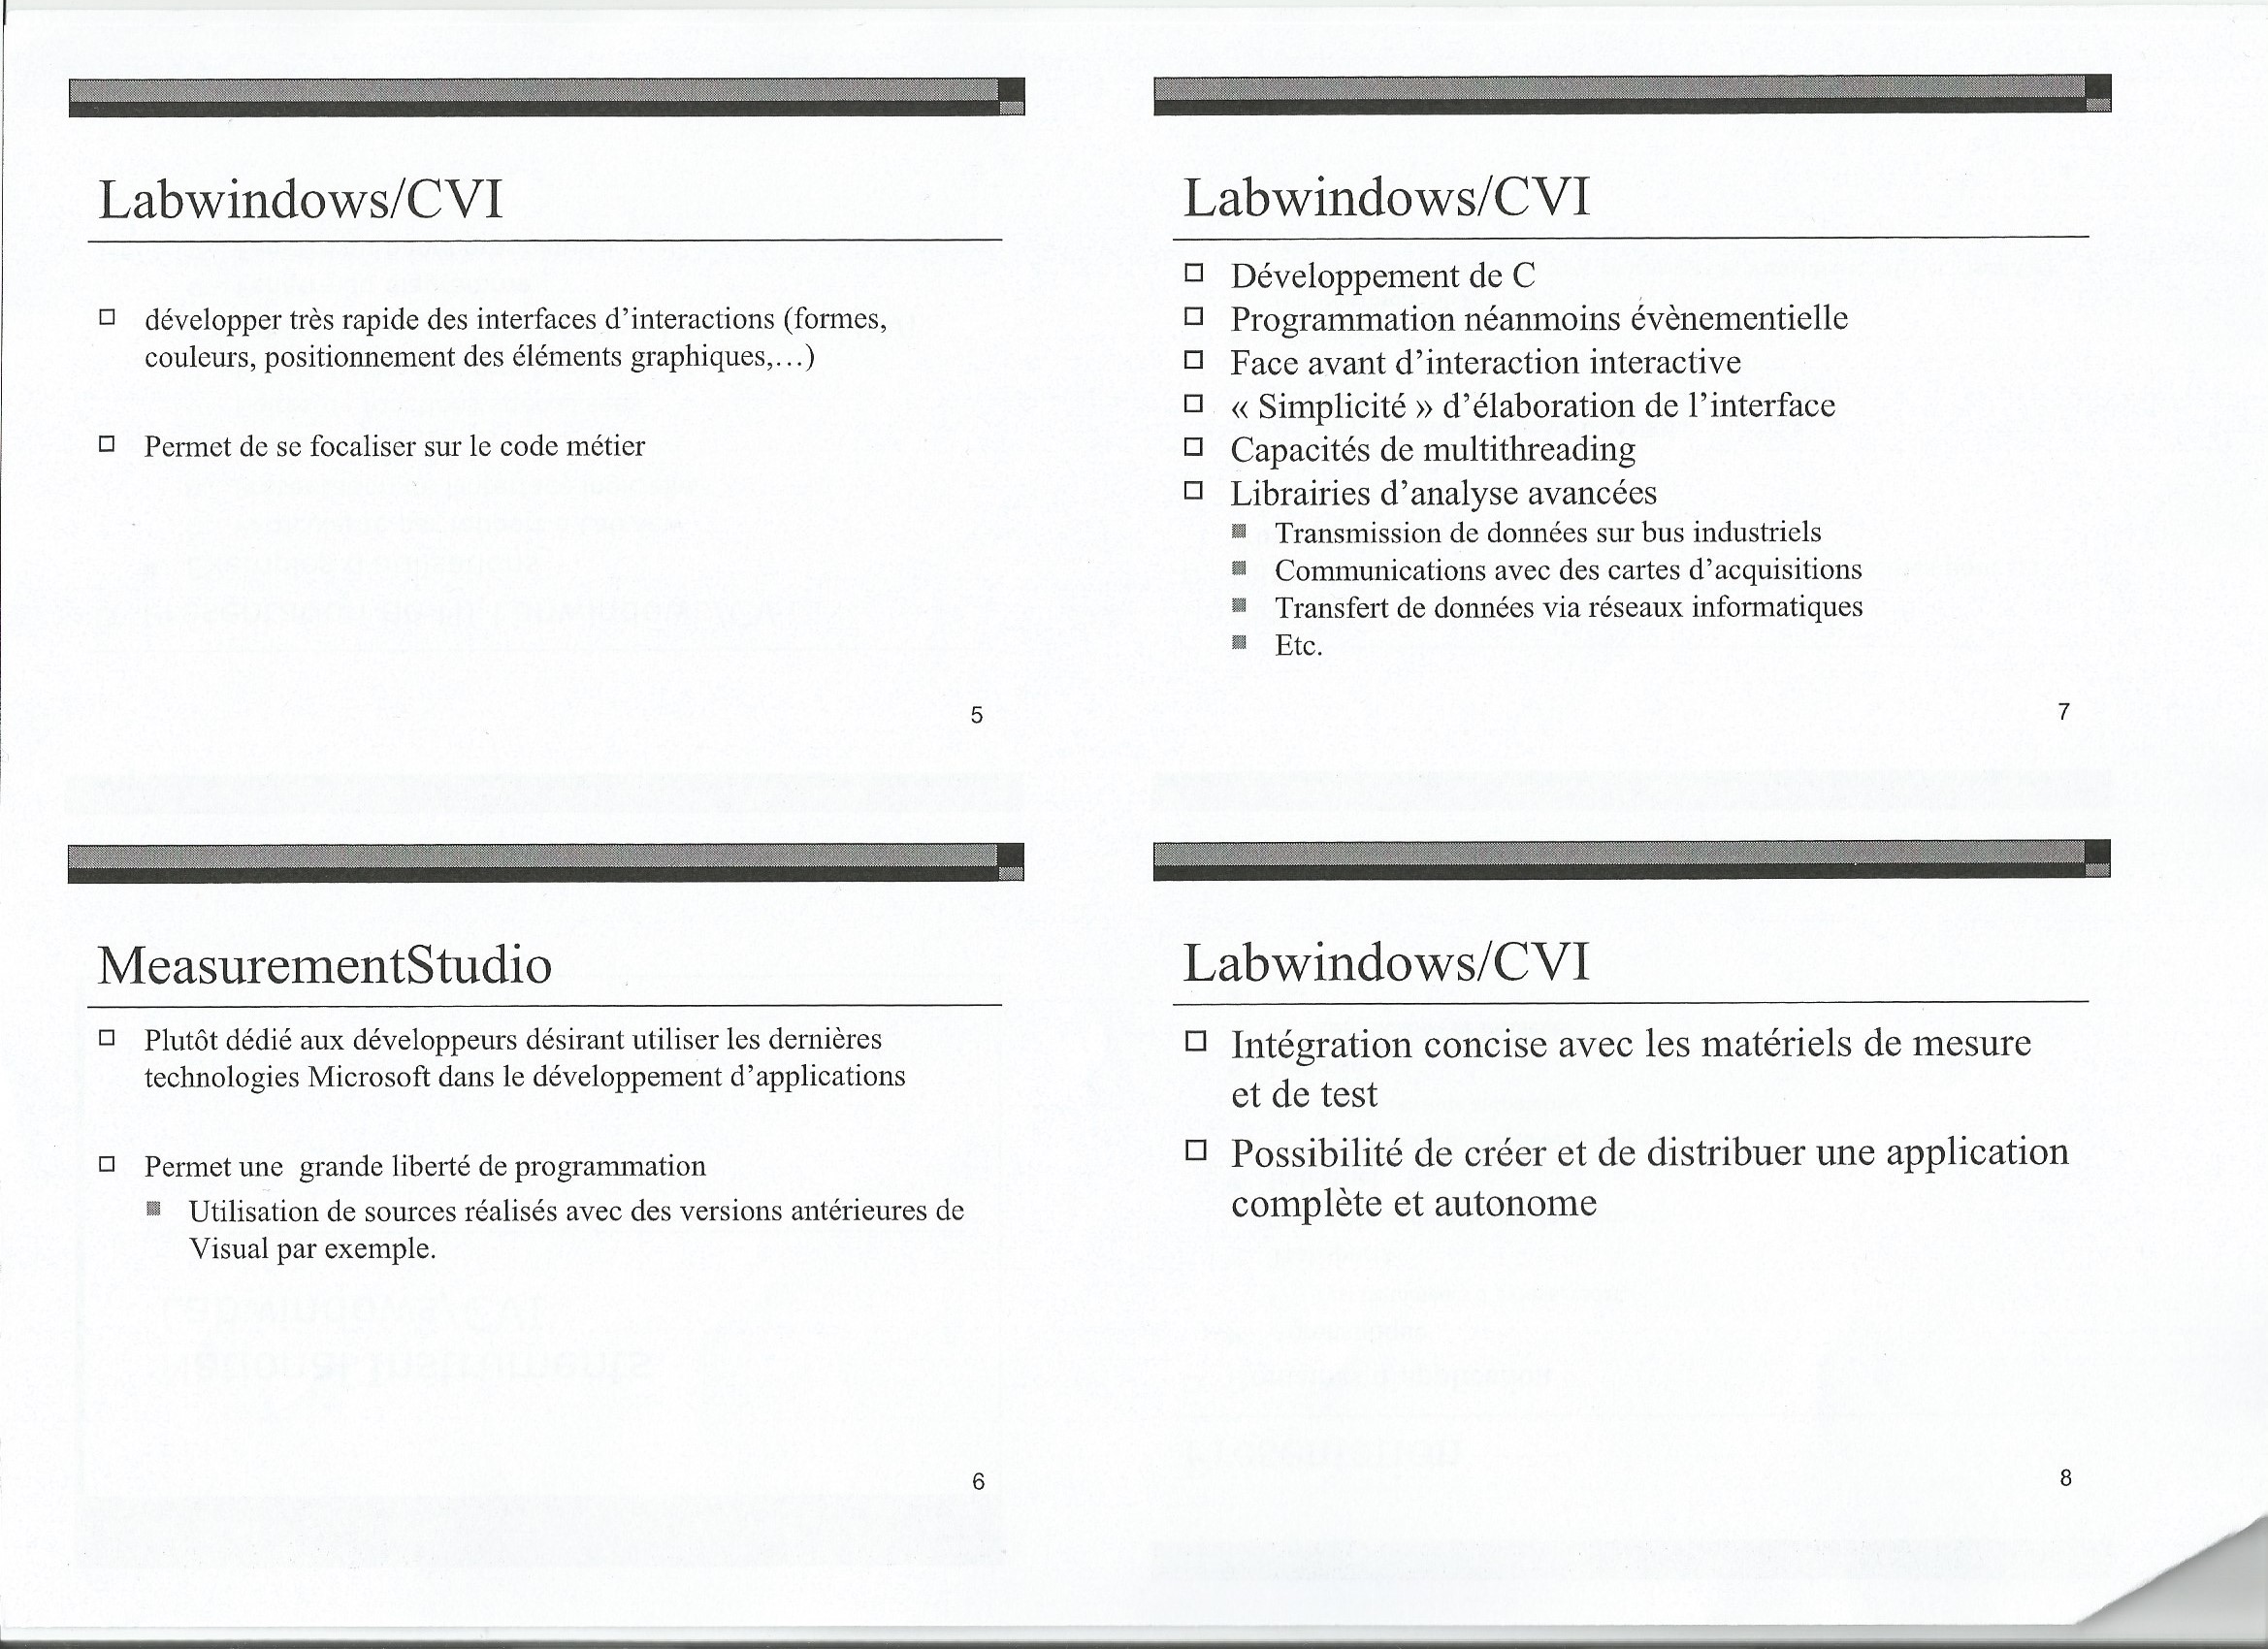 Labwindows/CVI
développer très rapide des interfaces d'interactions (formes,
couleurs, positionnement des éléments graphiques,…)
Permet de se focaliser sur le code métier
5
MeasurementStudio
Plutôt dédié aux développeurs désirant utiliser les dernières
technologies Microsoft dans le développement d'applications
Permet une  grande liberté de programmation
Utilisation de sources réalisés avec des versions antérieures de
Visual par exemple.
6
Labwindows/CVI
Développement de C
Programmation néanmoins évènementielle
Face avant d'interaction interactive
« Simplicité » d'élaboration de l'interface
Capacités de multithreading
Librairies d'analyse avancées
Transmission de données sur bus industriels
Communications avec des cartes d'acquisitions
Transfert de données via réseaux informatiques
Etc.
7
Labwindows/CVI
Intégration concise avec les matériels de mesure
et de test
Possibilité de créer et de distribuer une application
complète et autonome
8